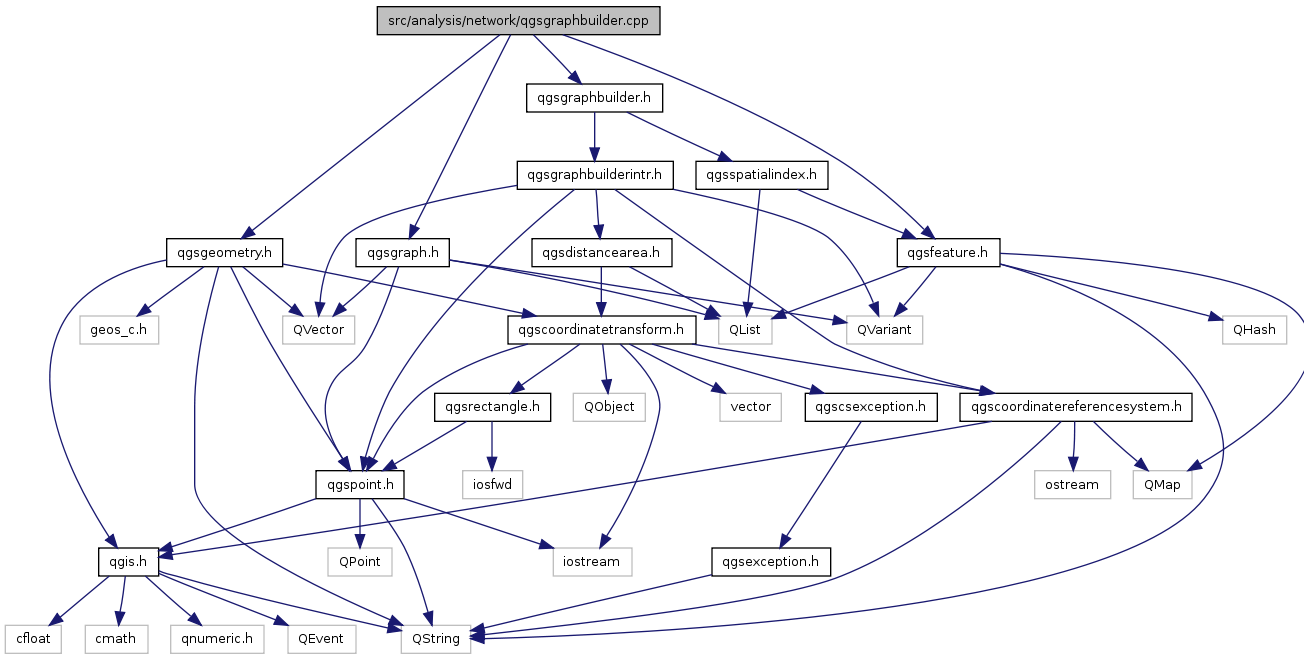 src/analysis/network/qgsgraphbuilder.cpp
qgsgraphbuilder.h
qgsgraphbuilderintr.h
qgsspatialindex.h
qgsgeometry.h
qgsgraph.h
qgsdistancearea.h
qgsfeature.h
geos_c.h
QVector
qgscoordinatetransform.h
QList
QVariant
QHash
qgsrectangle.h
QObject
vector
qgscsexception.h
qgscoordinatereferencesystem.h
qgspoint.h
iosfwd
ostream
QMap
qgis.h
QPoint
iostream
qgsexception.h
cfloat
cmath
qnumeric.h
QEvent
QString